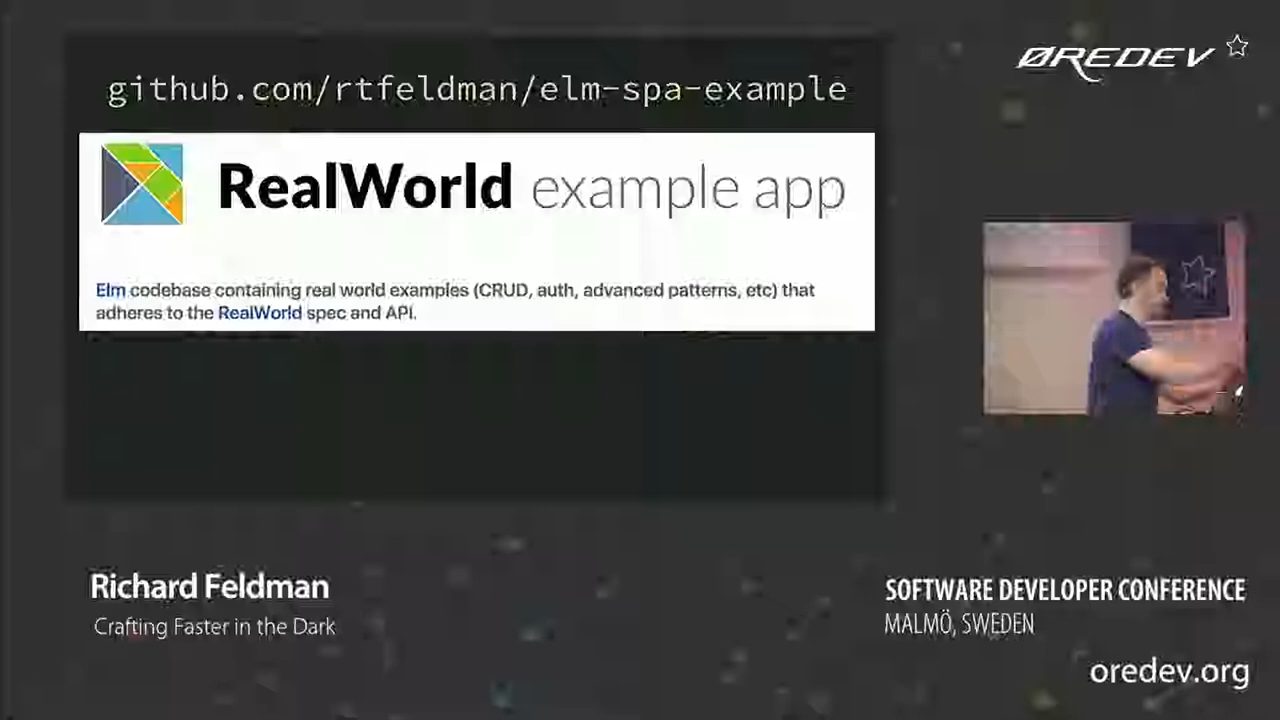 github.com/rtfeldman/elm-spa-example
RealWorld example app
Elm codebase containing real world examples (CRUD, auth, advanced patterns, etc) that
adheres to the RealWorld spec and API.
ØREDEV
Richard Feldman
Crafting Faster in the Dark
SOFTWARE DEVELOPER CONFERENCE
MALMÖ, SWEDEN
oredev.org